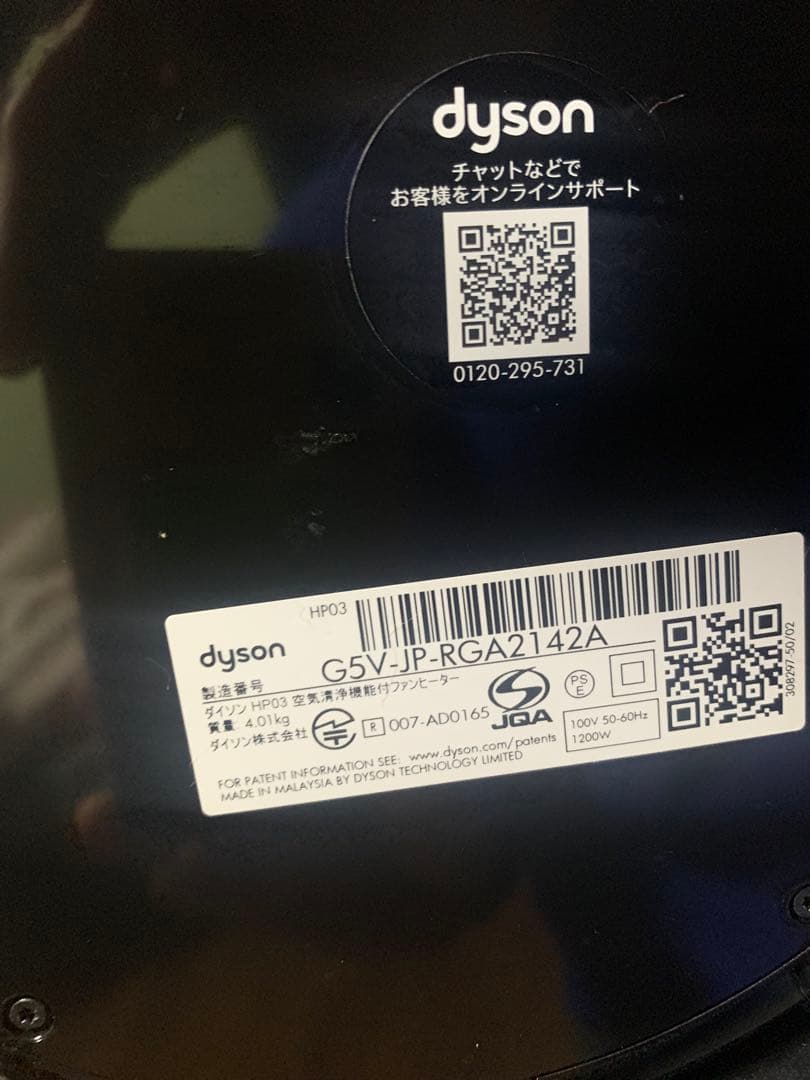 dyson
チャットなどで
お客様をオンラインサポート
0120-295-731
HP03
dyson
G5V-JP-RGA2142A
製造番号
ダイソン HP03 空気清浄機能付ファンヒーター
質量: 4.01kg
ダイソン株式会社
R 007-AD0165
JQA
PS
E
100V 50-60Hz
1200W
308297-50/02
FOR PATENT INFORMATION SEE: www.dyson.com/patents
MADE IN MALAYSIA BY DYSON TECHNOLOGY LIMITED